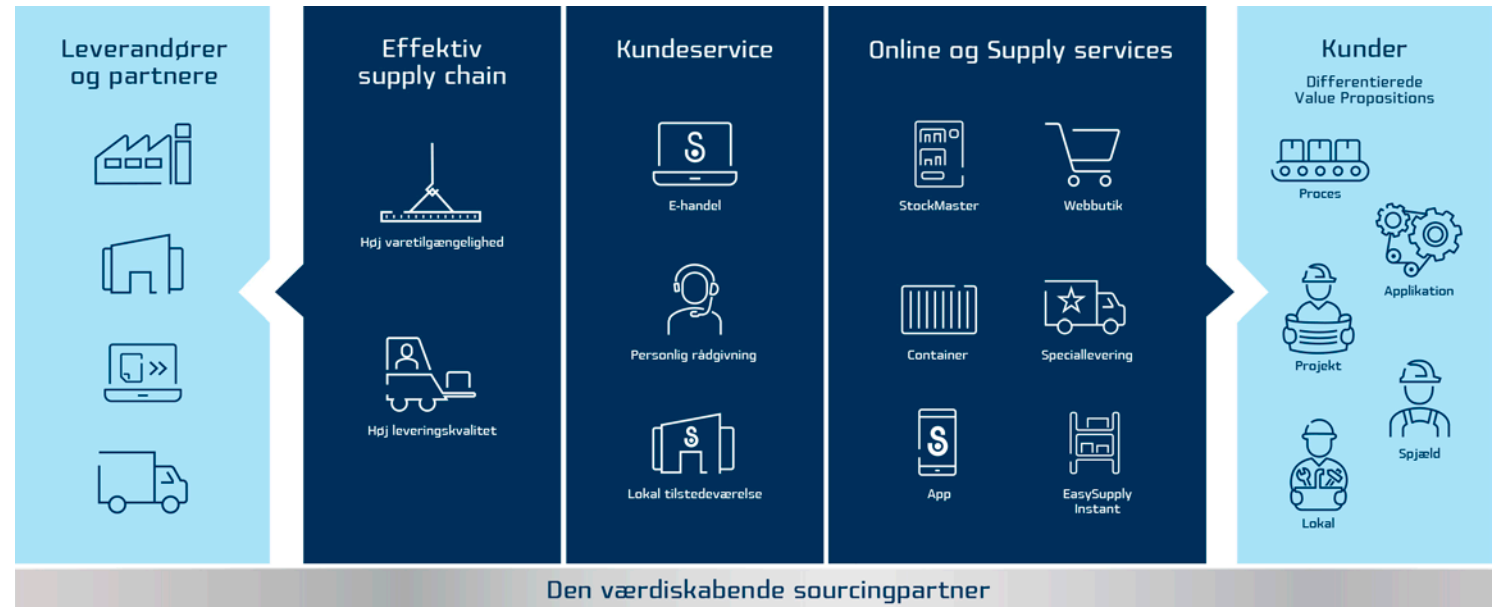 Leverandører
og partnere
Effektiv
supply chain
Høj varetilgængelighed
Høj leveringskvalitet
Kundeservice
E-handel
Personlig rådgivning
Lokal tilstedeværelse
Online og Supply services
StockMaster
Webbutik
Container
Speciallevering
App
EasySupply
Instant
Kunder
Differentierede
Value Propositions
Proces
Applikation
Projekt
Spjæld
Lokal
Den værdiskabende sourcingpartner